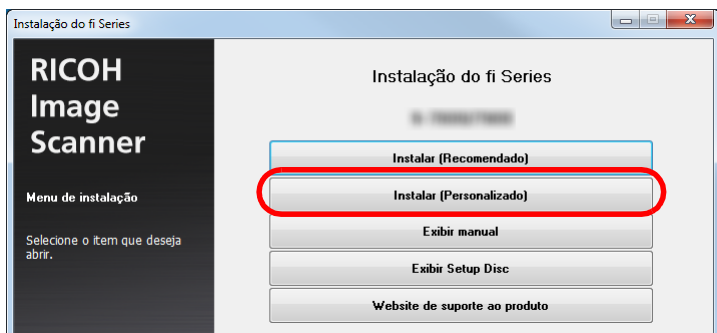 Instalação do fi Series
RICOH
Image
Scanner
Menu de instalação
Selecione o item que deseja
abrir.
Instalação do fi Series
Instalar (Recomendado)
Instalar (Personalizado)
Exibir manual
Exibir Setup Disc
Website de suporte ao produto